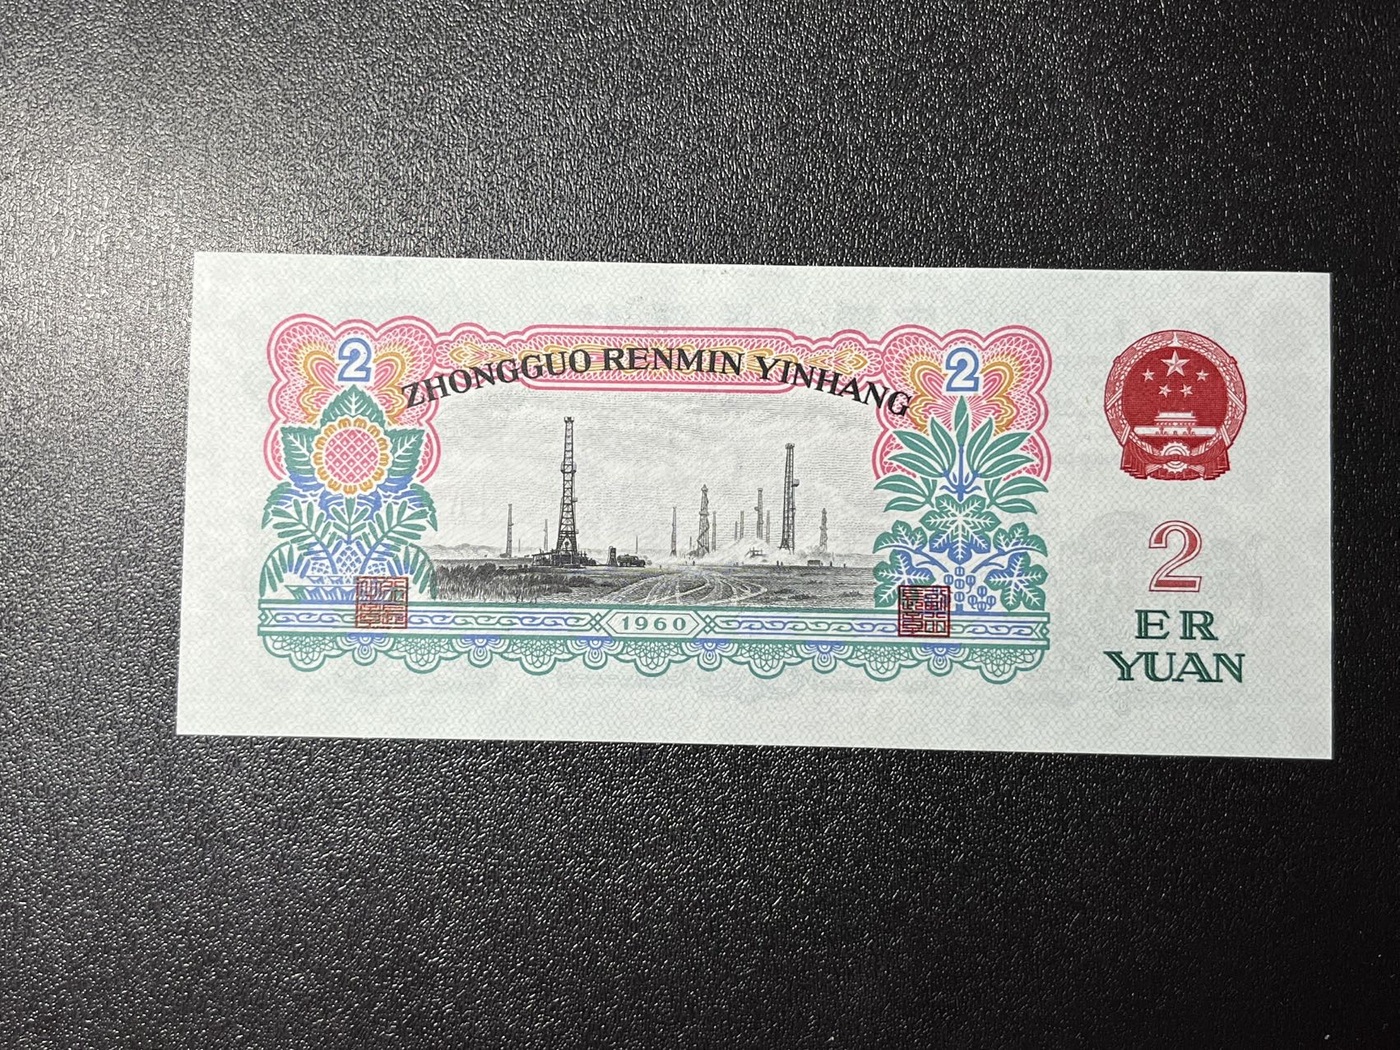 2
ZHONGGUO RENMIN YINHANG
2
1960
2
ER
YUAN